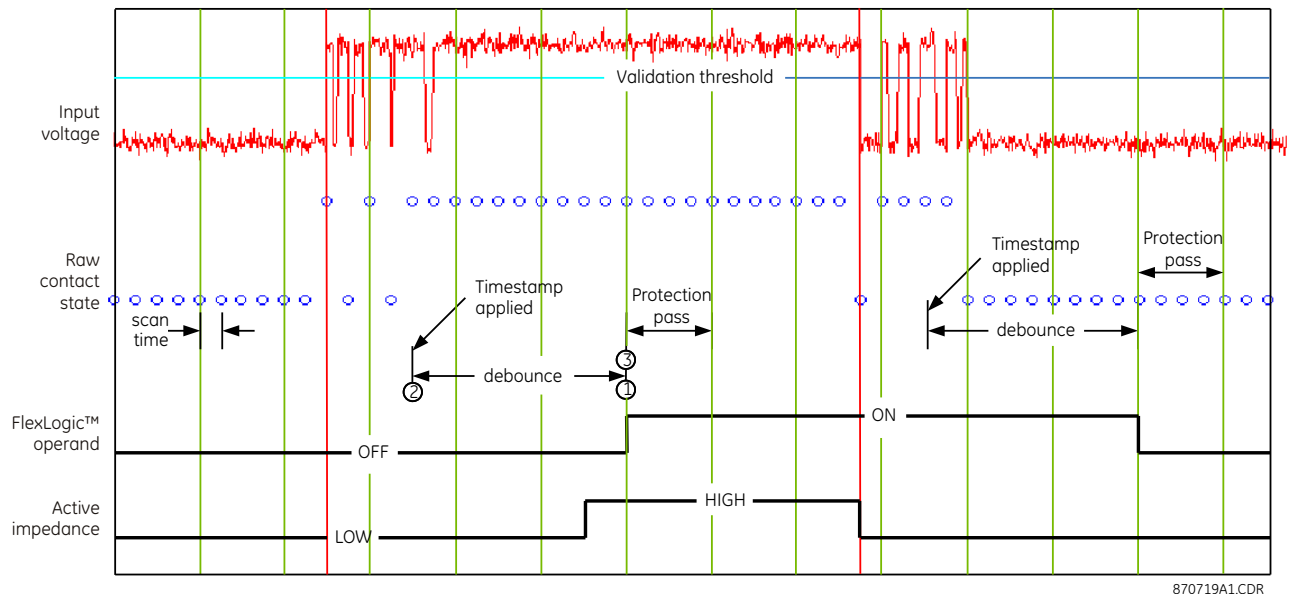 Validation threshold
Input
voltage
Raw
contact
state
scan
time
Timestamp
applied
Protection
pass
debounce
2
3
1
Timestamp
applied
Protection
pass
debounce
FlexLogic™
operand
OFF
ON
Active
impedance
LOW
HIGH
870719A1.CDR